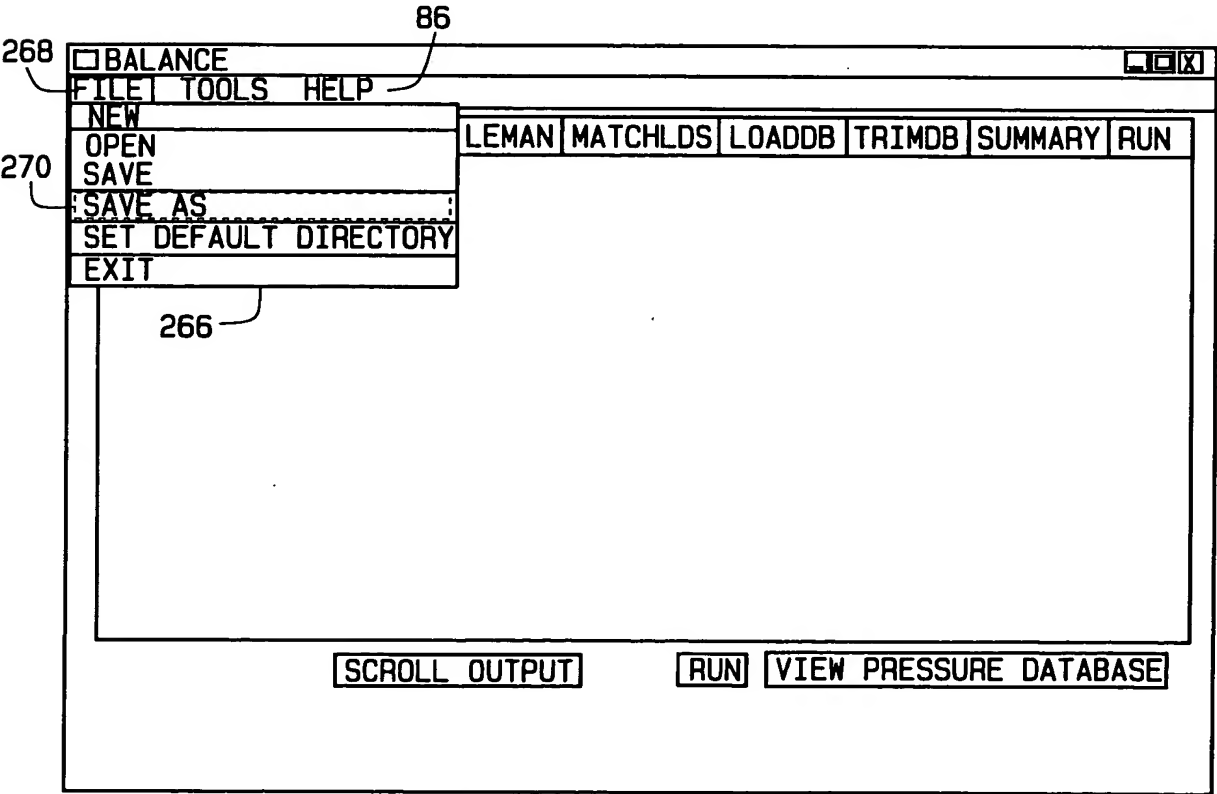 86
268
BALANCE
FILE TOOLS HELP
NEW
LEMAN MATCHLDS LOADDB TRIMDB SUMMARY RUN
OPEN
270
SAVE
SAVE AS
SET DEFAULT DIRECTORY
EXIT
266
SCROLL OUTPUT RUN VIEW PRESSURE DATABASE